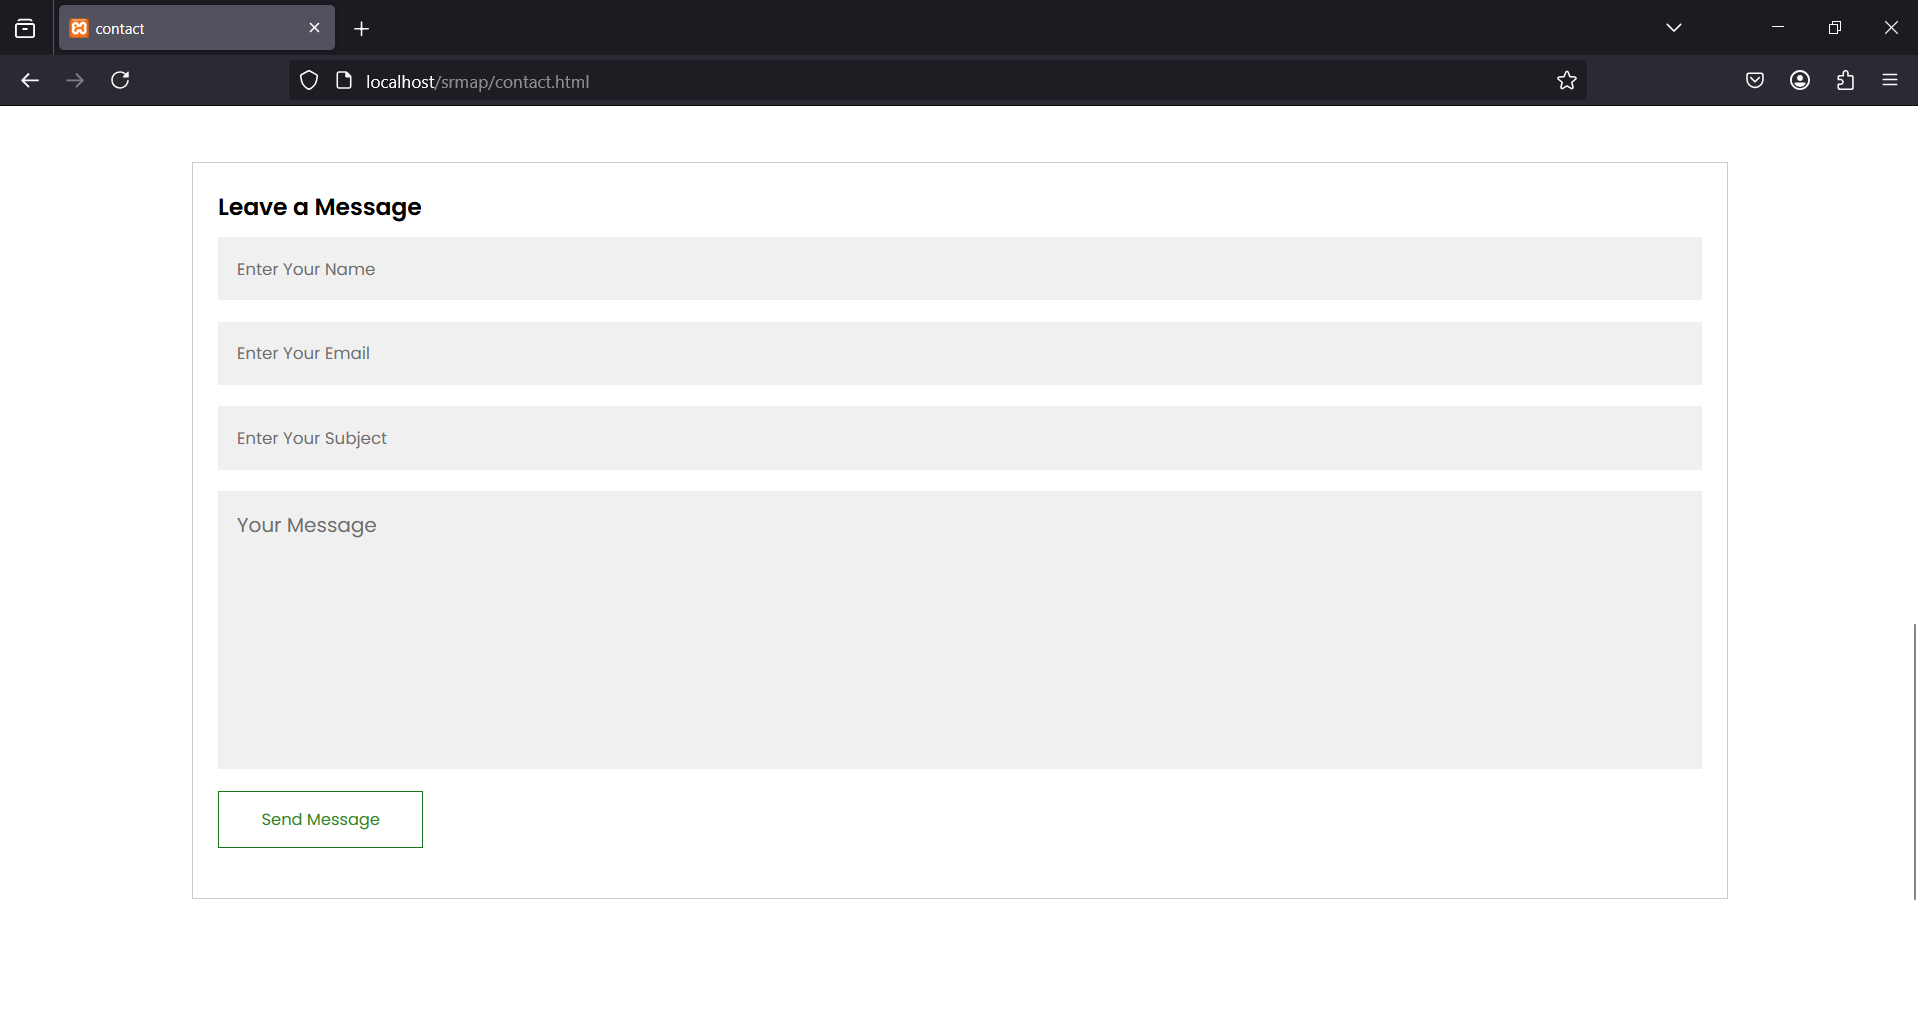 contact
localhost/srmap/contact.html
Leave a Message
Enter Your Name
Enter Your Email
Enter Your Subject
Your Message
Send Message